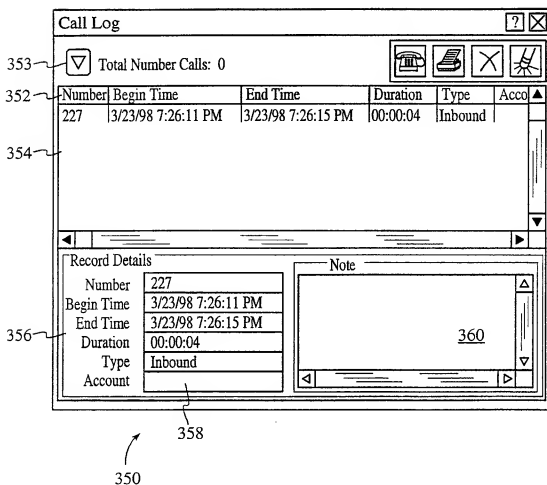 Call Log ?
353 Total Number Calls: 0
352 Number Begin Time End Time Duration Type Acco
227 3/23/98 7:26:11 PM 3/23/98 7:26:15 PM 00:00:04 Inbound
354
Record Details Note
Number 227
Begin Time 3/23/98 7:26:11 PM
356 End Time 3/23/98 7:26:15 PM 360
Duration 00:00:04
Type Inbound
Account
358
350